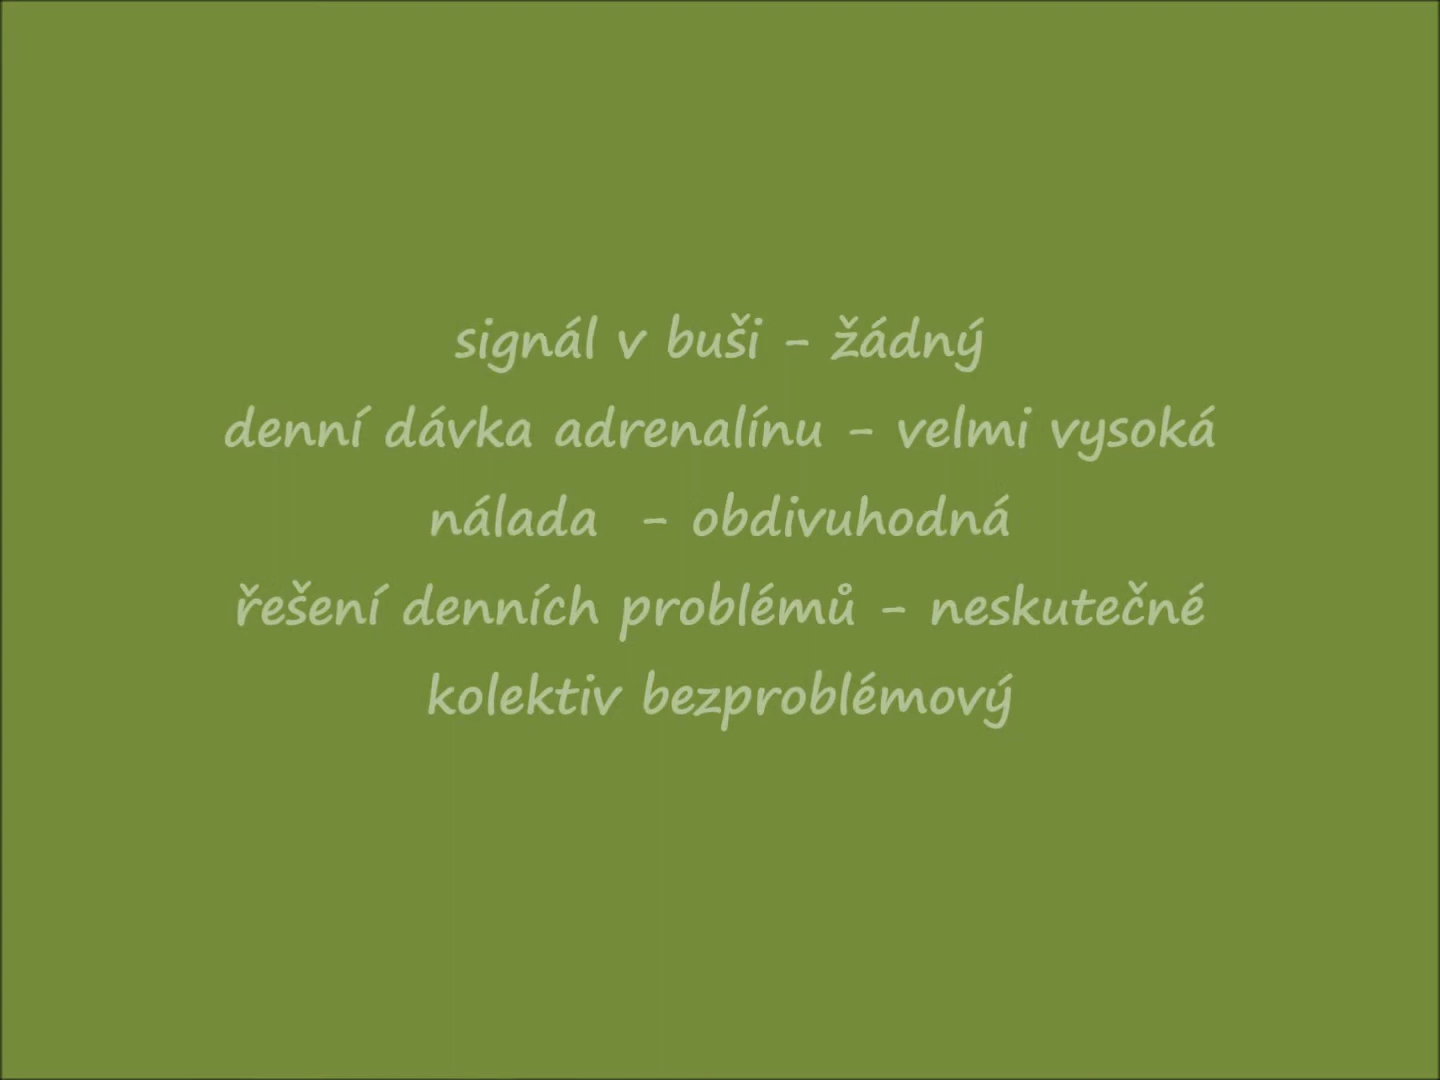 signál v buši - žádný
denní dávka adrenalínu - velmi vysoká
nálada - obdivuhodná
řešení denních problémů - neskutečné
kolektiv bezproblémový